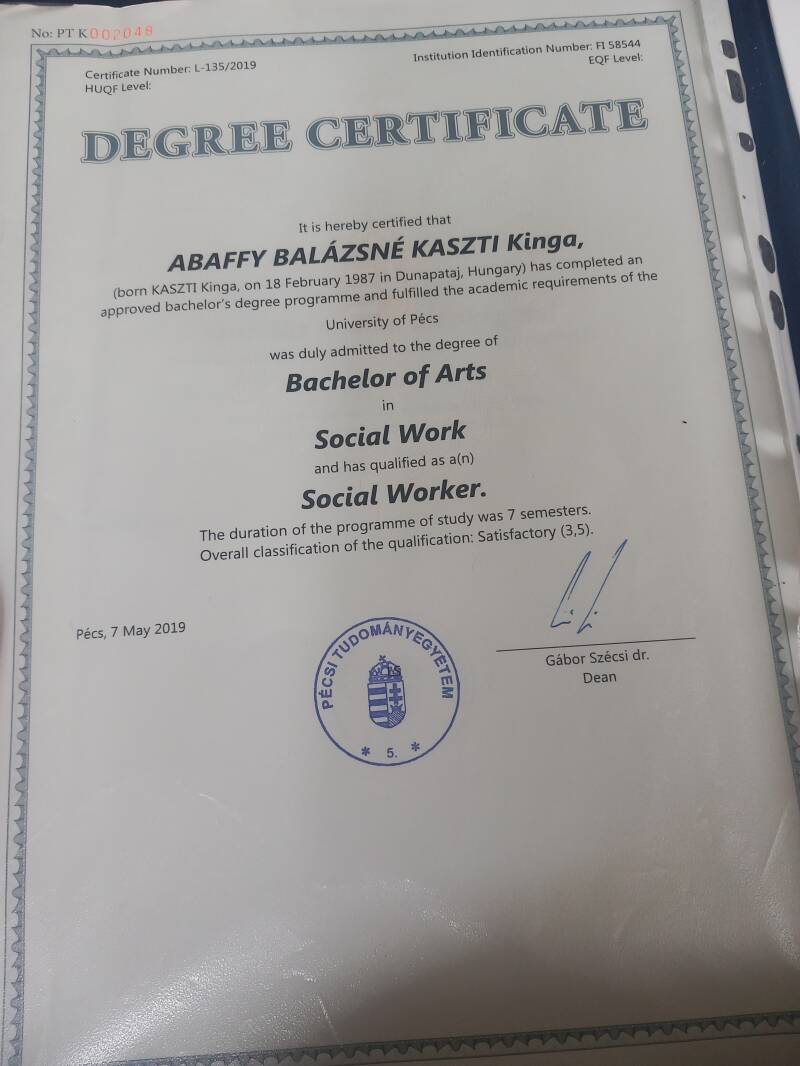 No: PT K002048
Certificate Number: L-135/2019
HUQF Level:
Institution Identification Number: FI 58544
EQF Level:
DEGREE CERTIFICATE
It is hereby certified that
ABAFFY BALÁZSNÉ KASZTI Kinga,
(born KASZTI Kinga, on 18 February 1987 in Dunapataj, Hungary) has completed an
approved bachelor's degree programme and fulfilled the academic requirements of the
University of Pécs
was duly admitted to the degree of
Bachelor of Arts
in
Social Work
and has qualified as a(n)
Social Worker.
The duration of the programme of study was 7 semesters.
Overall classification of the qualification: Satisfactory (3,5).
Pécs, 7 May 2019
PÉCSI TUDOMÁNYEGYETEM
* 5. *
Gábor Szécsi dr.
Dean